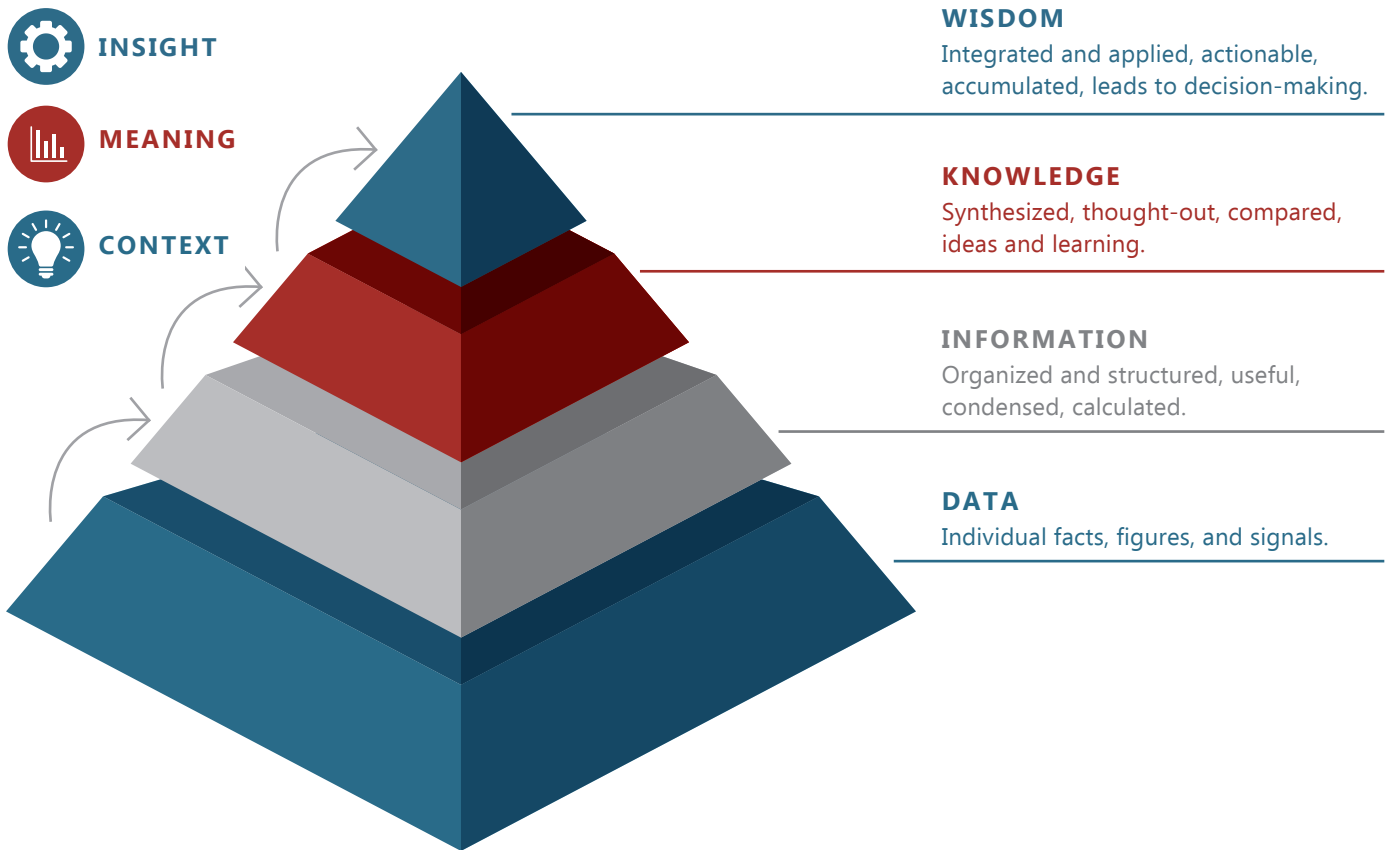 INSIGHT
MEANING
CONTEXT
WISDOM
Integrated and applied, actionable,
accumulated, leads to decision-making.
KNOWLEDGE
Synthesized, thought-out, compared,
ideas and learning.
INFORMATION
Organized and structured, useful,
condensed, calculated.
DATA
Individual facts, figures, and signals.